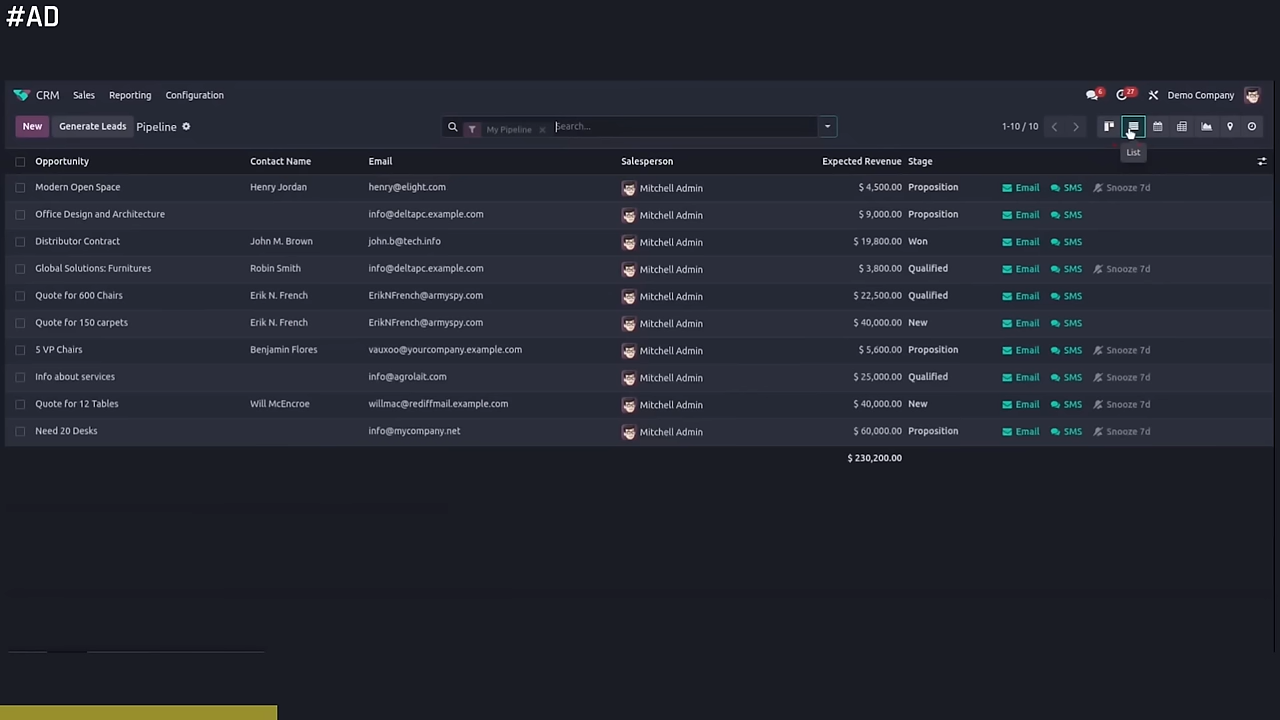 #AD
CRM Sales Reporting Configuration 6 27 Demo Company
New Generate Leads Pipeline My Pipeline Search... 1-10 / 10
List
Opportunity Contact Name Email Salesperson Expected Revenue Stage
Modern Open Space Henry Jordan henry@elight.com Mitchell Admin $ 4,500.00 Proposition Email SMS Snooze 7d
Office Design and Architecture info@deltapc.example.com Mitchell Admin $ 9,000.00 Proposition Email SMS
Distributor Contract John M. Brown john.b@tech.info Mitchell Admin $ 19,800.00 Won Email SMS
Global Solutions: Furnitures Robin Smith info@deltapc.example.com Mitchell Admin $ 3,800.00 Qualified Email SMS Snooze 7d
Quote for 600 Chairs Erik N. French ErikNFrench@armyspy.com Mitchell Admin $ 22,500.00 Qualified Email SMS
Quote for 150 carpets Erik N. French ErikNFrench@armyspy.com Mitchell Admin $ 40,000.00 New Email SMS
5 VP Chairs Benjamin Flores vauxoo@yourcompany.example.com Mitchell Admin $ 5,600.00 Proposition Email SMS Snooze 7d
Info about services info@agrolait.com Mitchell Admin $ 25,000.00 Qualified Email SMS Snooze 7d
Quote for 12 Tables Will McEncroe willmac@rediffmail.example.com Mitchell Admin $ 40,000.00 New Email SMS Snooze 7d
Need 20 Desks info@mycompany.net Mitchell Admin $ 60,000.00 Proposition Email SMS Snooze 7d
$ 230,200.00